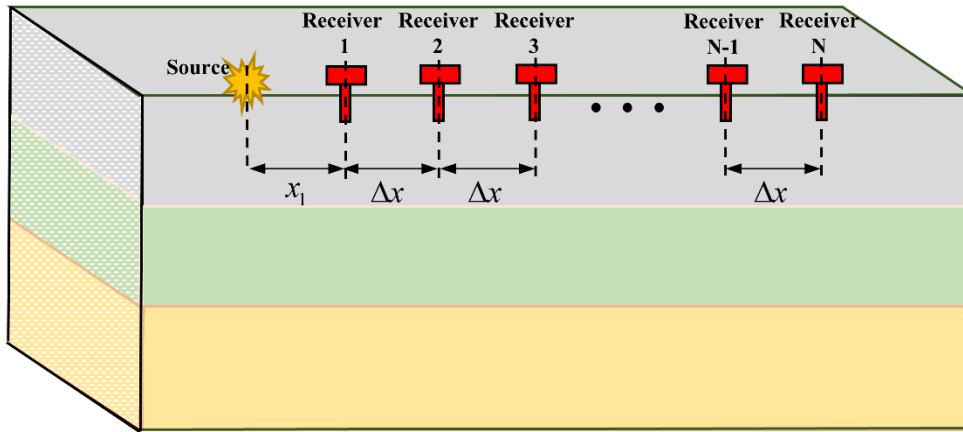 Receiver
1
Receiver
2
Receiver
3
Receiver
N-1
Receiver
N
Source
x₁
Δx
Δx
Δx